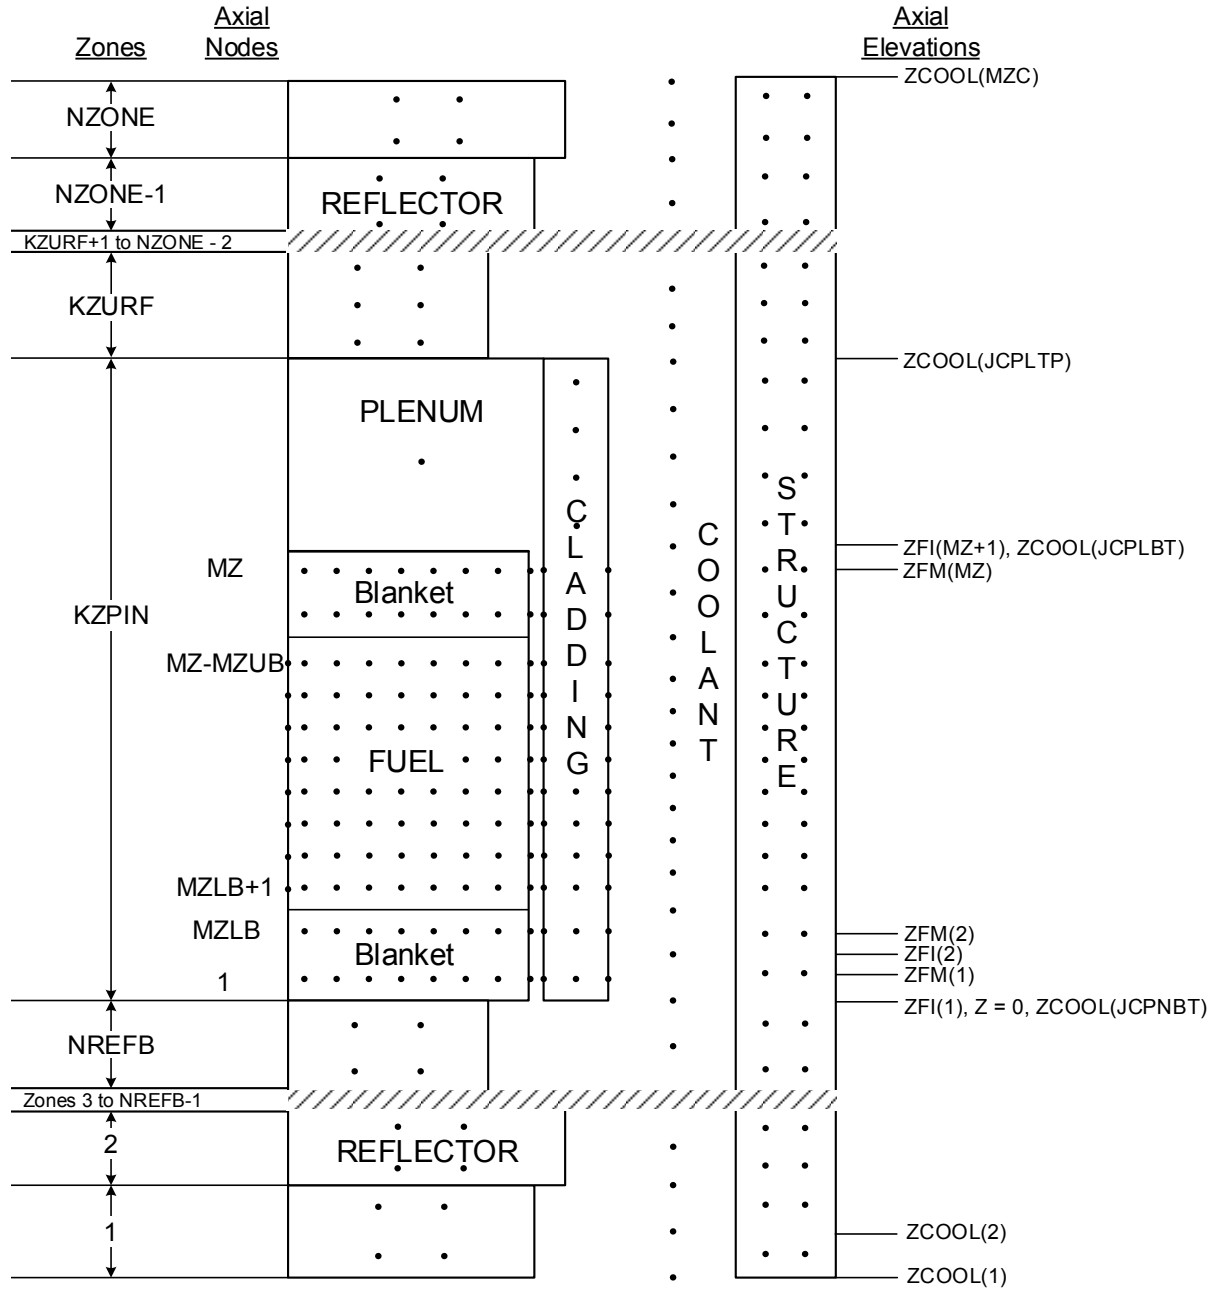 Zones
Axial
Nodes
Axial
Elevations
ZCOOL(MZC)
NZONE
NZONE-1
REFLECTOR
KZURF+1 to NZONE - 2
KZURF
ZCOOL(JCPLTP)
PLENUM
CLADDING
COOLANT
STRUCTURE
ZFI(MZ+1), ZCOOL(JCPLBT)
MZ
ZFM(MZ)
Blanket
KZPIN
MZ-MZUB
FUEL
MZLB+1
MZLB
ZFM(2)
Blanket
ZFI(2)
1
ZFM(1)
ZFI(1), Z = 0, ZCOOL(JCPNBT)
NREFB
Zones 3 to NREFB-1
2
REFLECTOR
1
ZCOOL(2)
ZCOOL(1)